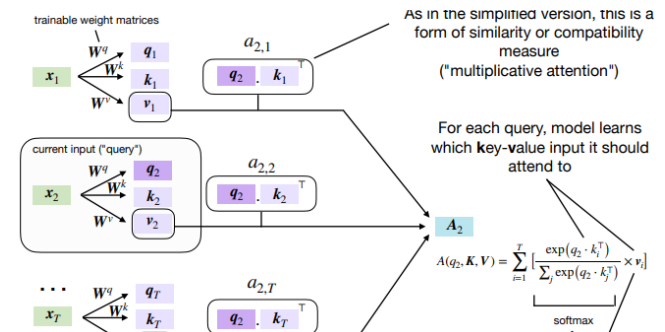 trainable weight matrices
As in the simplified version, this is a
form of similarity or compatibility
measure
("multiplicative attention")
W^q q_1
x_1 W^k k_1
W^v v_1
a_{2,1}
q_2 · k_1^⊤
For each query, model learns
which key-value input it should
attend to
current input ("query")
W^q q_2
x_2 W^k k_2
W^v v_2
a_{2,2}
q_2 · k_2^⊤
A_2
A(q_2, K, V) = ∑_{i=1}^{T} [ exp(q_2 · k_i^⊤) / ∑_j exp(q_2 · k_j^⊤) × v_i ]
softmax
...
W^q q_T
x_T W^k k_T
a_{2,T}
q_2 · k_T^⊤